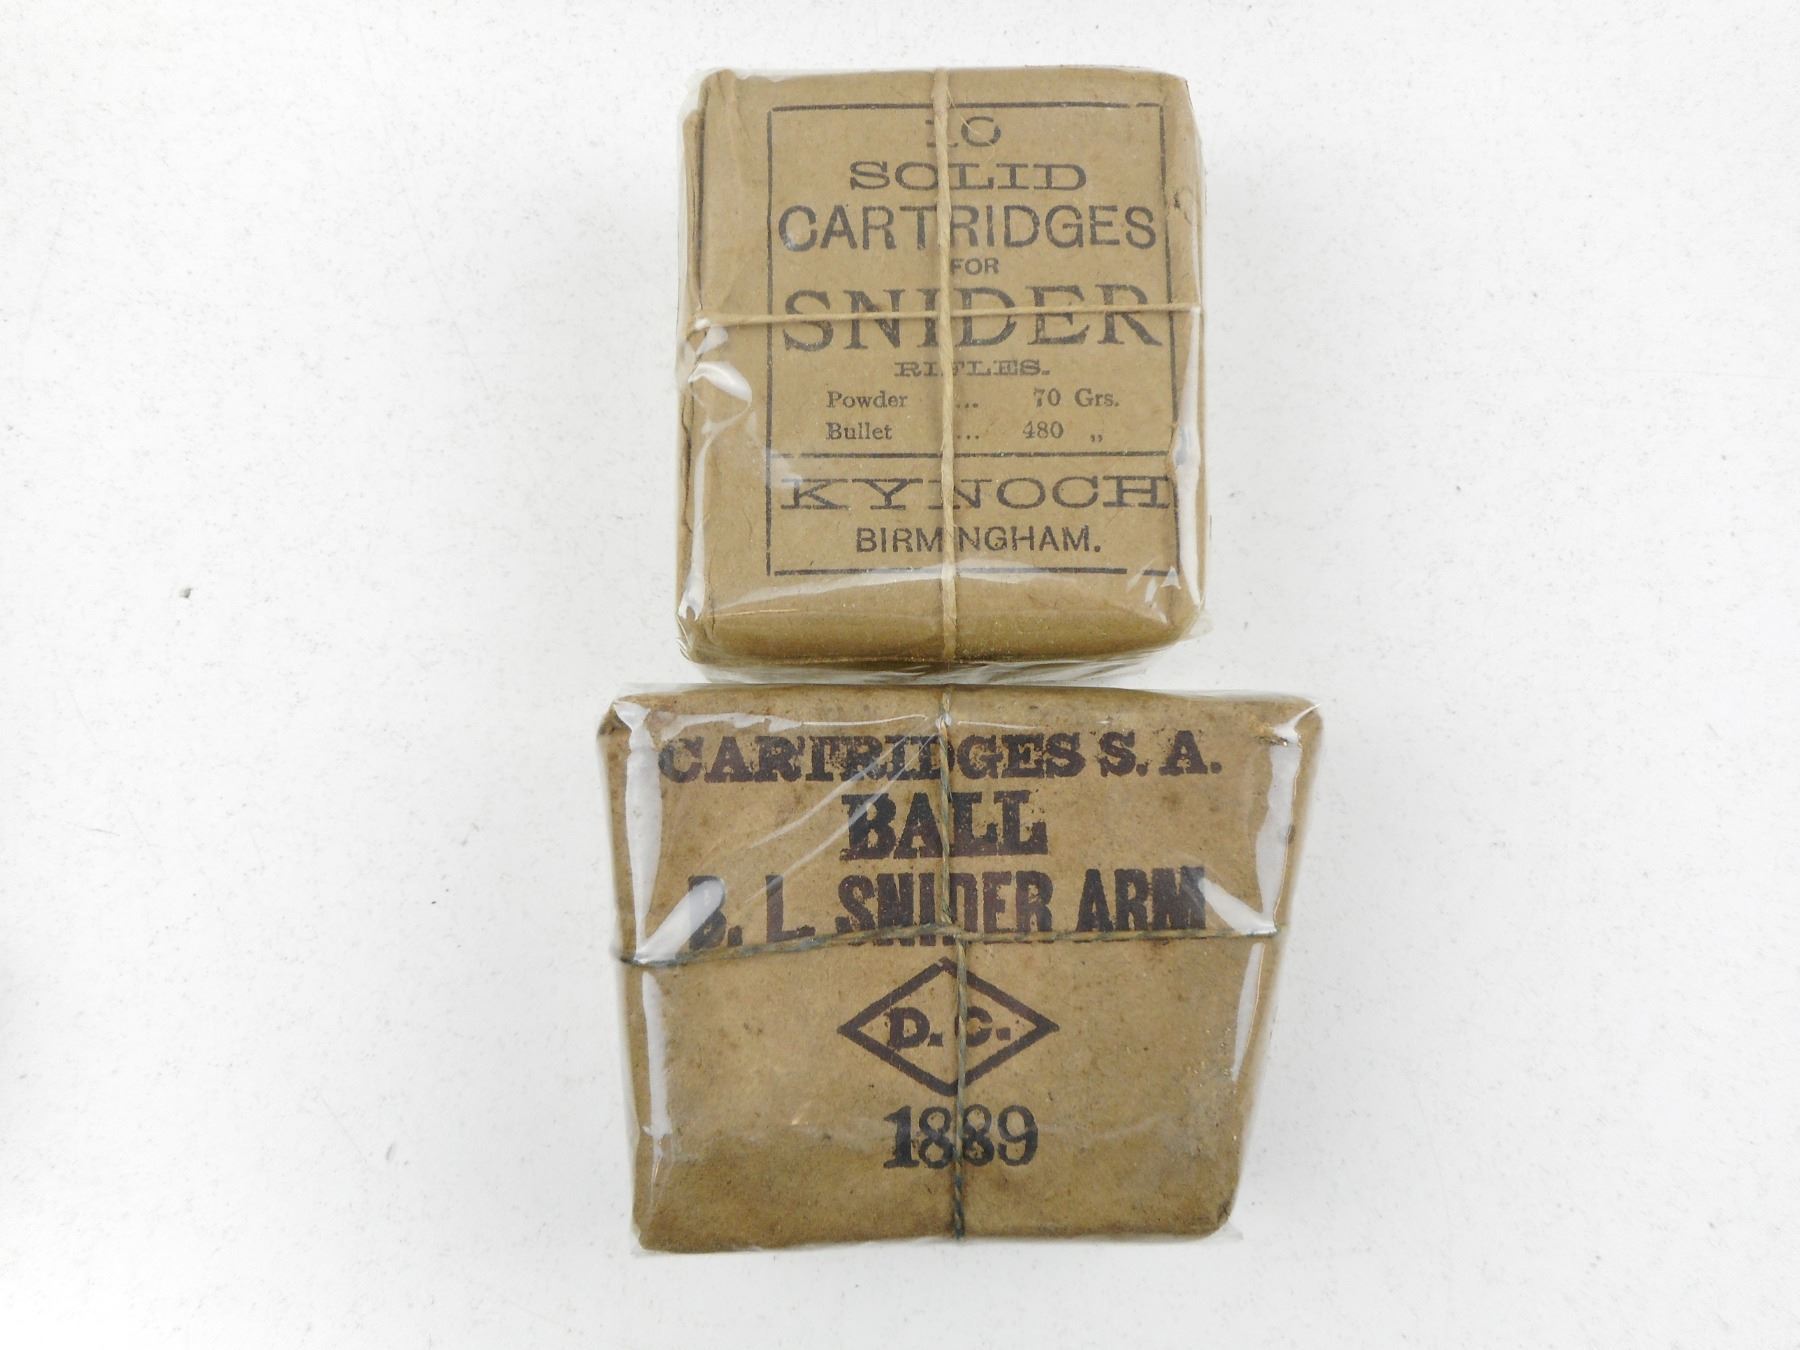 10
SOLID
CARTRIDGES
FOR
SNIDER
RIFLES.
Powder ... 70 Grs.
Bullet ... 480 „
KYNOCH
BIRMINGHAM.
CARTRIDGES S. A.
BALL
B. L. SNIDER ARM
D. C.
1889